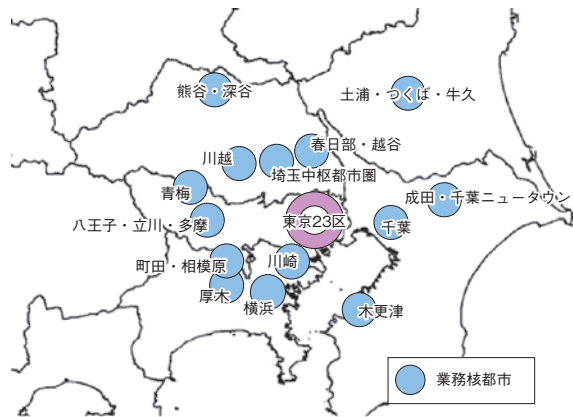 熊谷・深谷
土浦・つくば・牛久
春日部・越谷
川越
埼玉中枢都市圏
青梅
成田・千葉ニュータウン
東京23区
八王子・立川・多摩
千葉
町田・相模原
川崎
厚木
横浜
木更津
業務核都市